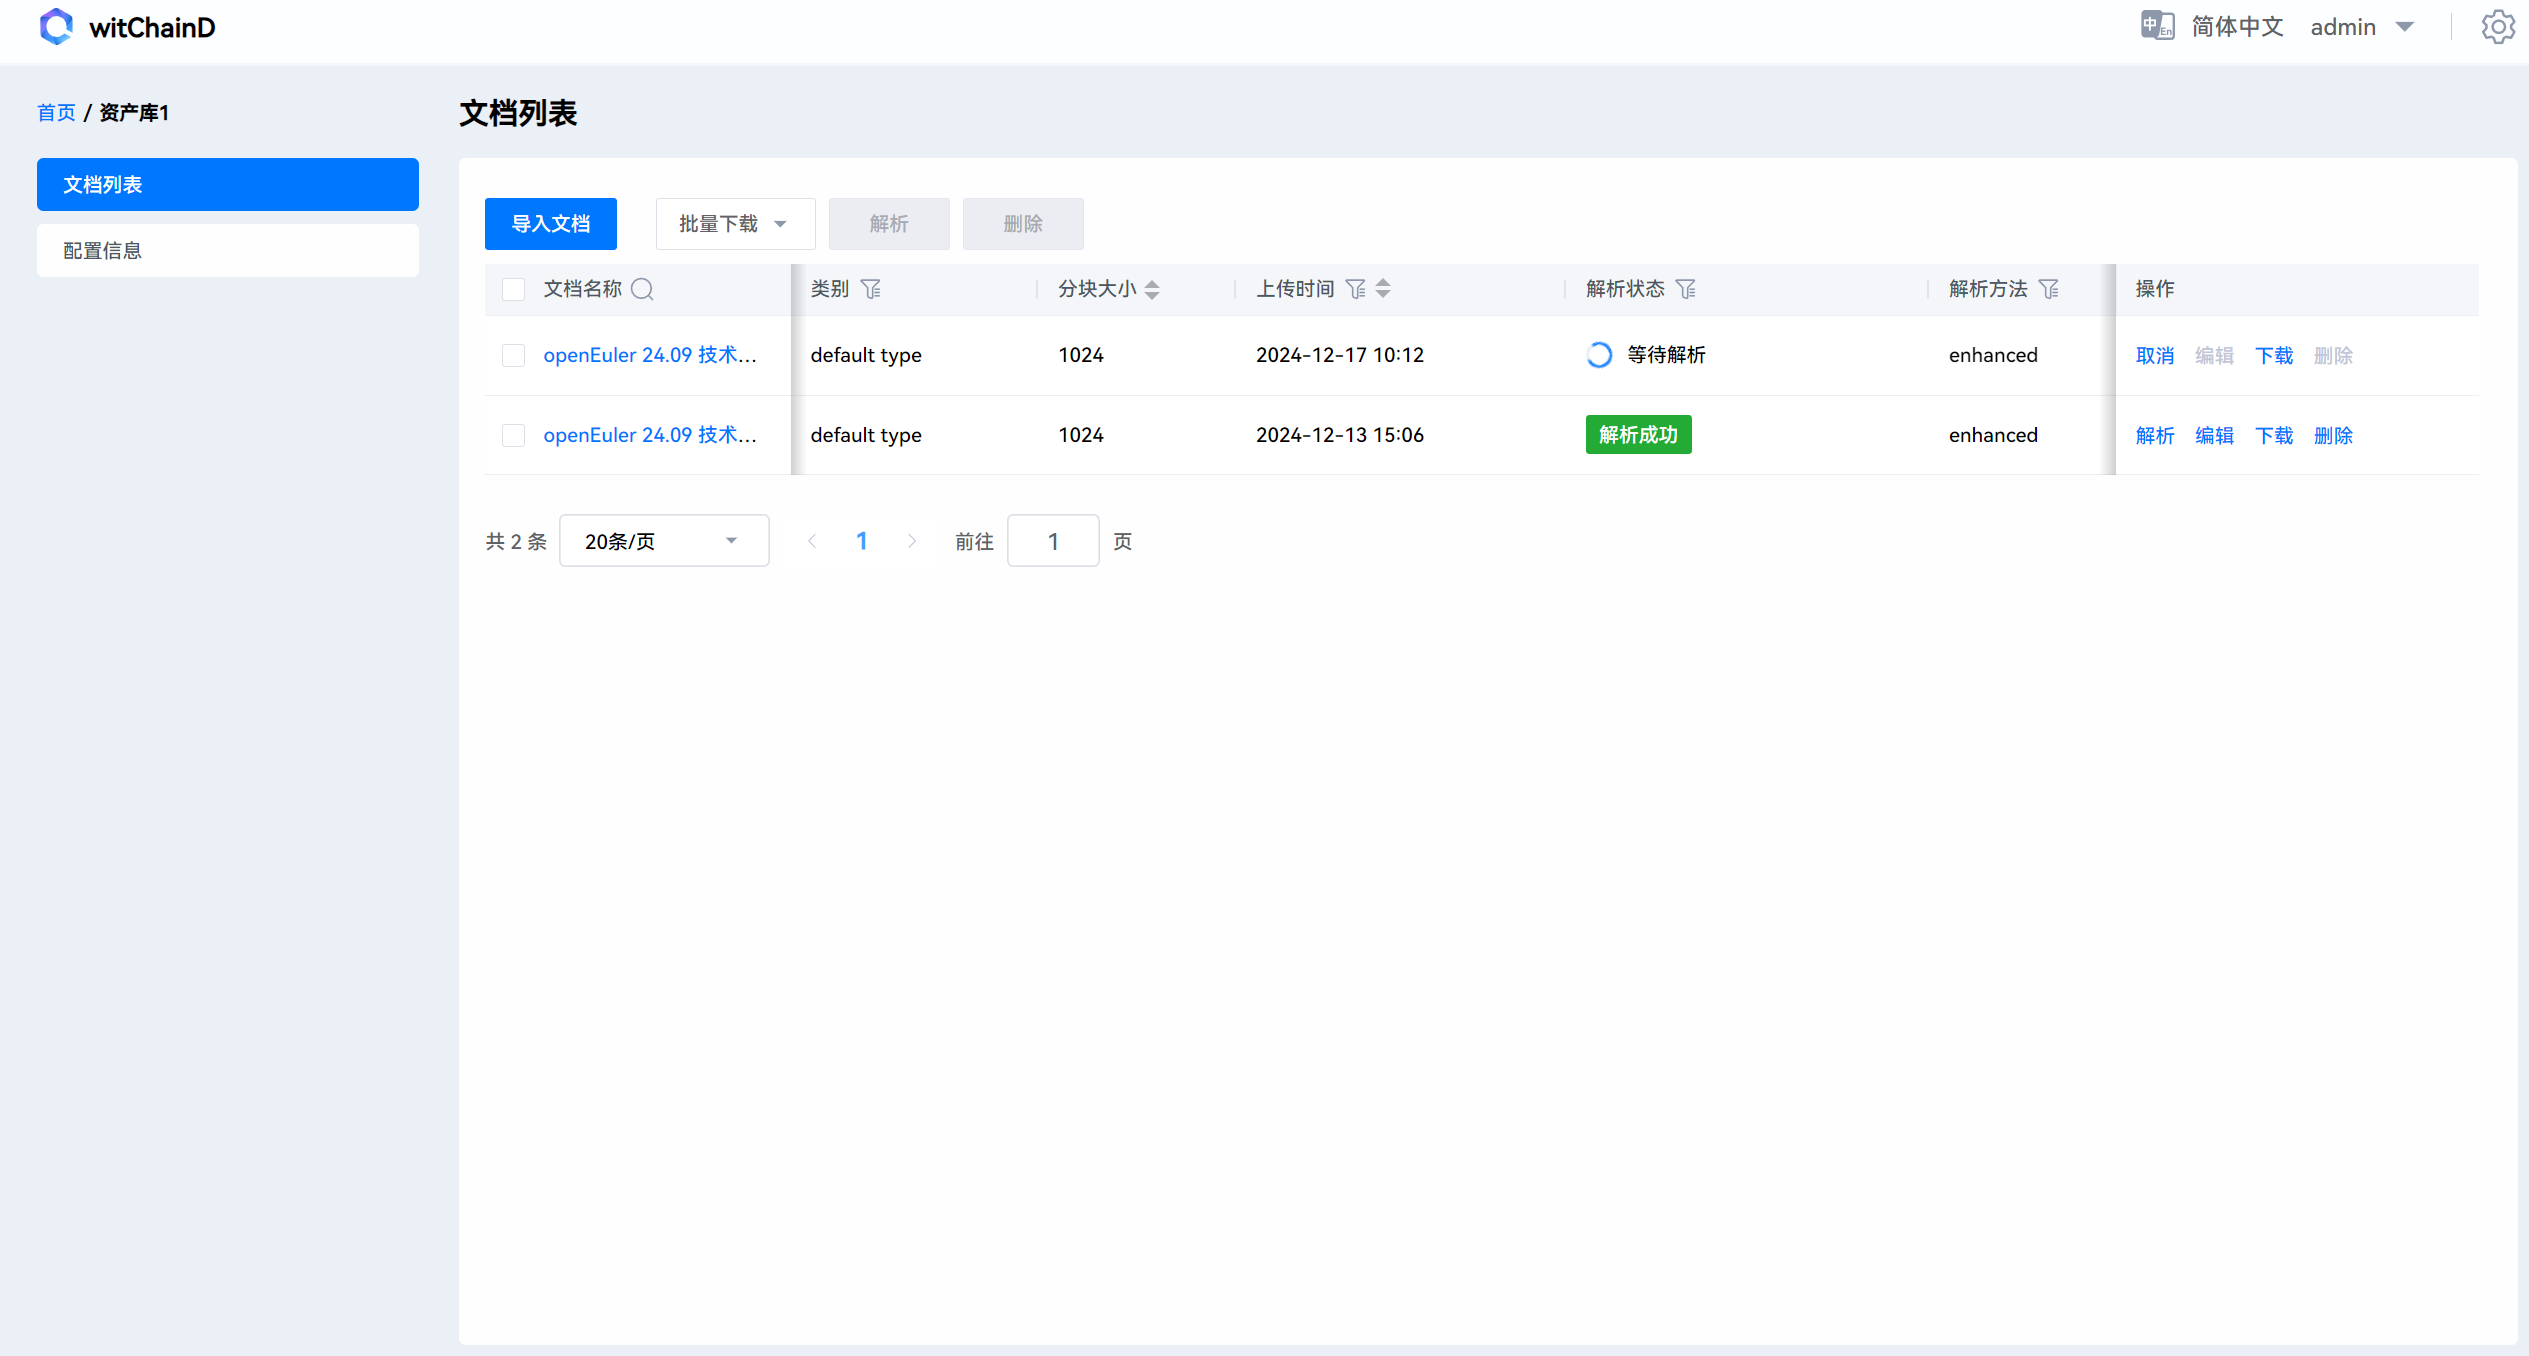 witChainD
简体中文 admin
首页 / 资产库1
文档列表
配置信息
文档列表
导入文档 批量下载 解析 删除
文档名称 类别 分块大小 上传时间 解析状态 解析方法 操作
openEuler 24.09 技术... default type 1024 2024-12-17 10:12 等待解析 enhanced 取消 编辑 下载 删除
openEuler 24.09 技术... default type 1024 2024-12-13 15:06 解析成功 enhanced 解析 编辑 下载 删除
共 2 条 20条/页 1 前往 1 页